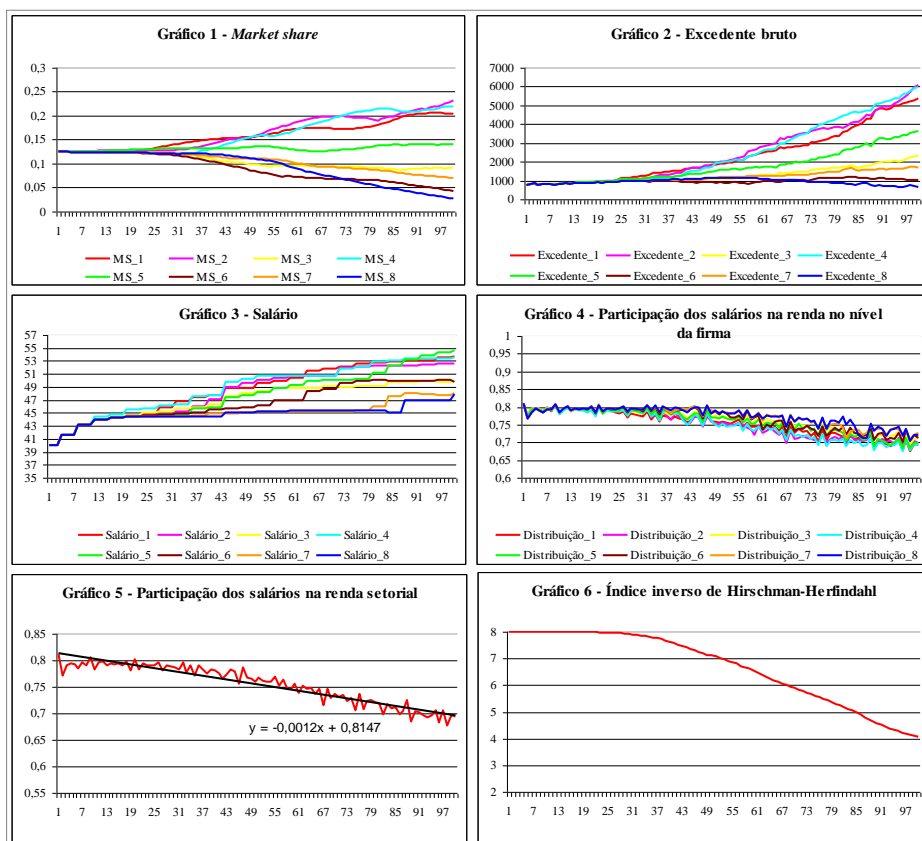 Gráfico 1 - Market share
0,3
0,25
0,2
0,15
0,1
0,05
0
1 7 13 19 25 31 37 43 49 55 61 67 73 79 85 91 97
MS_1 MS_2 MS_3 MS_4
MS_5 MS_6 MS_7 MS_8
Gráfico 2 - Excedente bruto
7000
6000
5000
4000
3000
2000
1000
0
1 7 13 19 25 31 37 43 49 55 61 67 73 79 85 91 97
Excedente_1 Excedente_2 Excedente_3 Excedente_4
Excedente_5 Excedente_6 Excedente_7 Excedente_8
Gráfico 3 - Salário
57
55
53
51
49
47
45
43
41
39
37
35
1 7 13 19 25 31 37 43 49 55 61 67 73 79 85 91 97
Salário_1 Salário_2 Salário_3 Salário_4
Salário_5 Salário_6 Salário_7 Salário_8
Gráfico 4 - Participação dos salários na renda no nível
da firma
1
0,95
0,9
0,85
0,8
0,75
0,7
0,65
0,6
1 7 13 19 25 31 37 43 49 55 61 67 73 79 85 91 97
Distribuição_1 Distribuição_2 Distribuição_3 Distribuição_4
Distribuição_5 Distribuição_6 Distribuição_7 Distribuição_8
Gráfico 5 - Participação dos salários na renda setorial
0,85
0,8
0,75
0,7
0,65
0,6
0,55
y = -0,0012x + 0,8147
1 7 13 19 25 31 37 43 49 55 61 67 73 79 85 91 97
Gráfico 6 - Índice inverso de Hirschman-Herfindahl
8
7
6
5
4
3
2
1 7 13 19 25 31 37 43 49 55 61 67 73 79 85 91 97